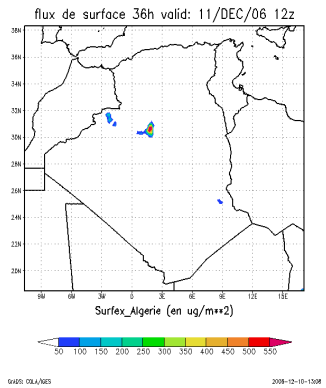 flux de surface 36h valid: 11/DEC/06 12z
38N
36N
34N
32N
30N
28N
26N
24N
22N
20N
9W 6W 3W 0 3E 6E 9E 12E 15E
Surfex_Algerie (en ug/m**2)
50 100 150 200 250 300 350 400 450 500 550
GrADS: COLA/IGES
2006-12-10-13:08